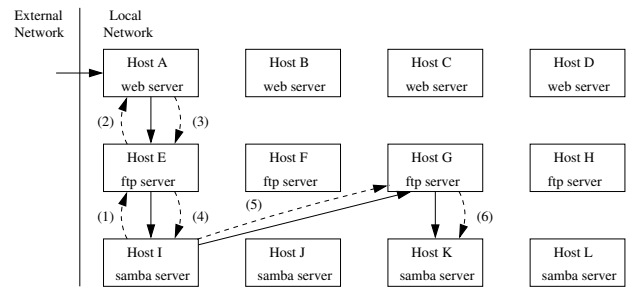 External
Network
Local
Network
Host A
web server
Host B
web server
Host C
web server
Host D
web server
(2)
(3)
Host E
ftp server
Host F
ftp server
Host G
ftp server
Host H
ftp server
(1)
(4)
(5)
(6)
Host I
samba server
Host J
samba server
Host K
samba server
Host L
samba server